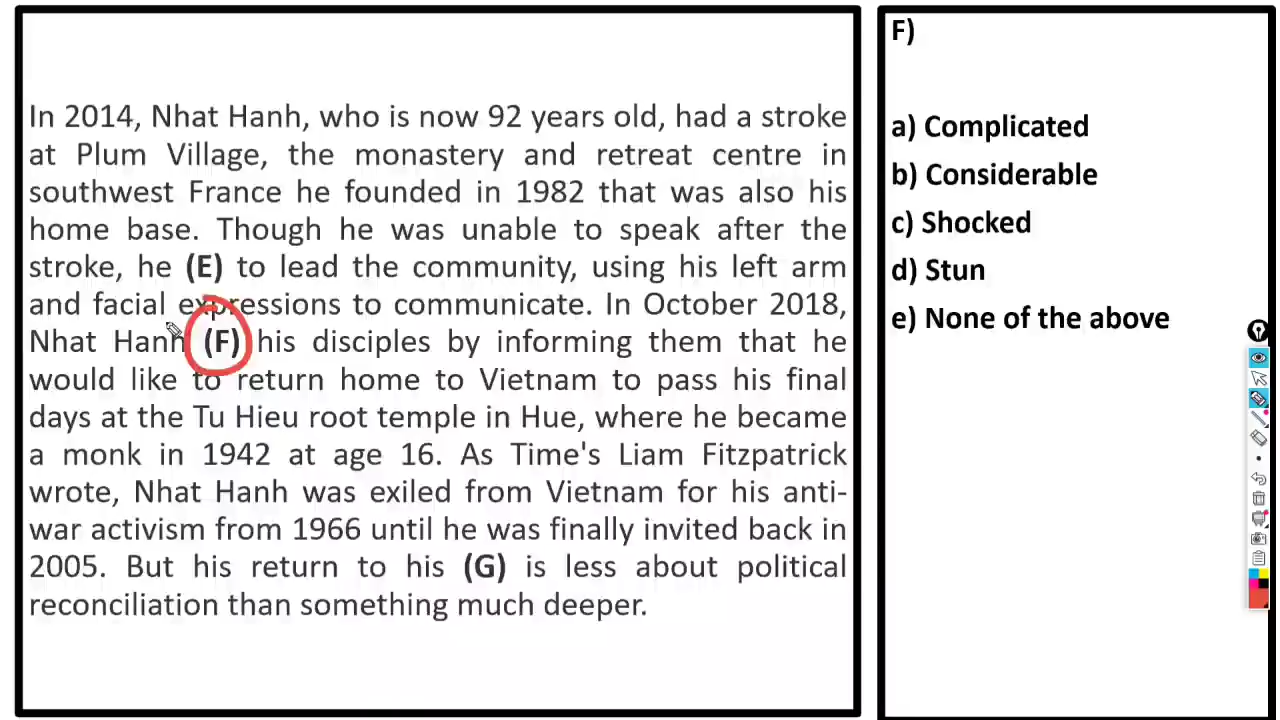 In 2014, Nhat Hanh, who is now 92 years old, had a stroke
at Plum Village, the monastery and retreat centre in
southwest France he founded in 1982 that was also his
home base. Though he was unable to speak after the
stroke, he (E) to lead the community, using his left arm
and facial expressions to communicate. In October 2018,
Nhat Hanh (F) his disciples by informing them that he
would like to return home to Vietnam to pass his final
days at the Tu Hieu root temple in Hue, where he became
a monk in 1942 at age 16. As Time's Liam Fitzpatrick
wrote, Nhat Hanh was exiled from Vietnam for his anti-
war activism from 1966 until he was finally invited back in
2005. But his return to his (G) is less about political
reconciliation than something much deeper.
F)
a) Complicated
b) Considerable
c) Shocked
d) Stun
e) None of the above